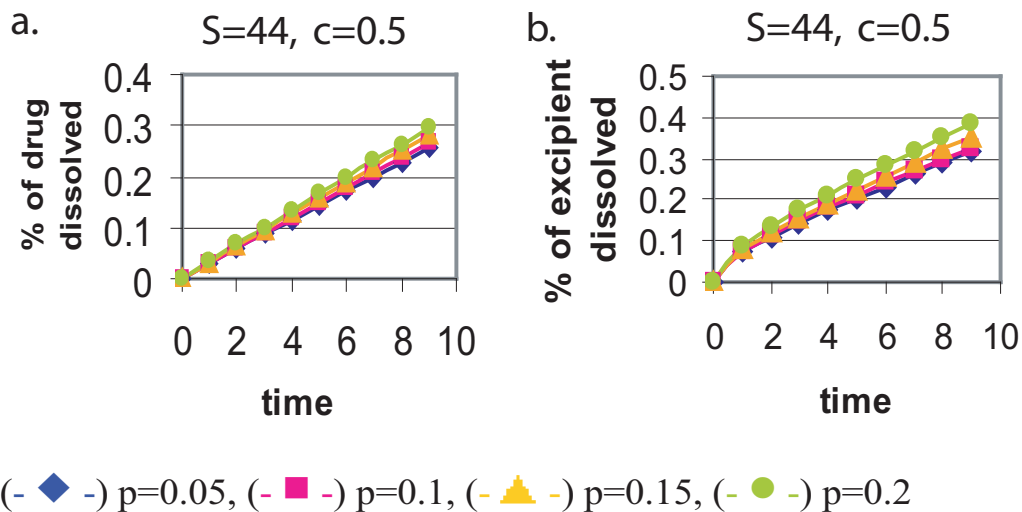 a.
S=44, c=0.5
% of drug
dissolved
0.4
0.3
0.2
0.1
0
0 2 4 6 8 10
time
b.
S=44, c=0.5
% of excipient
dissolved
0.5
0.4
0.3
0.2
0.1
0
0 2 4 6 8 10
time
(- -) p=0.05, (- -) p=0.1, (- -) p=0.15, (- -) p=0.2